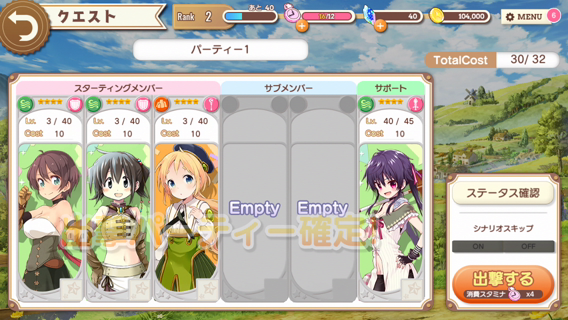 クエスト
Rank 2
あと 40
16/12
40
104,000
MENU 6
パーティー1
TotalCost 30/ 32
スターティングメンバー
サブメンバー
サポート
Lv. 3 / 40
Cost 10
Lv. 3 / 40
Cost 10
Lv. 3 / 40
Cost 10
Empty
Empty
Lv. 40 / 45
Cost 10
パーティー確定
ステータス確認
シナリオスキップ
ON OFF
出撃する
消費スタミナ x4